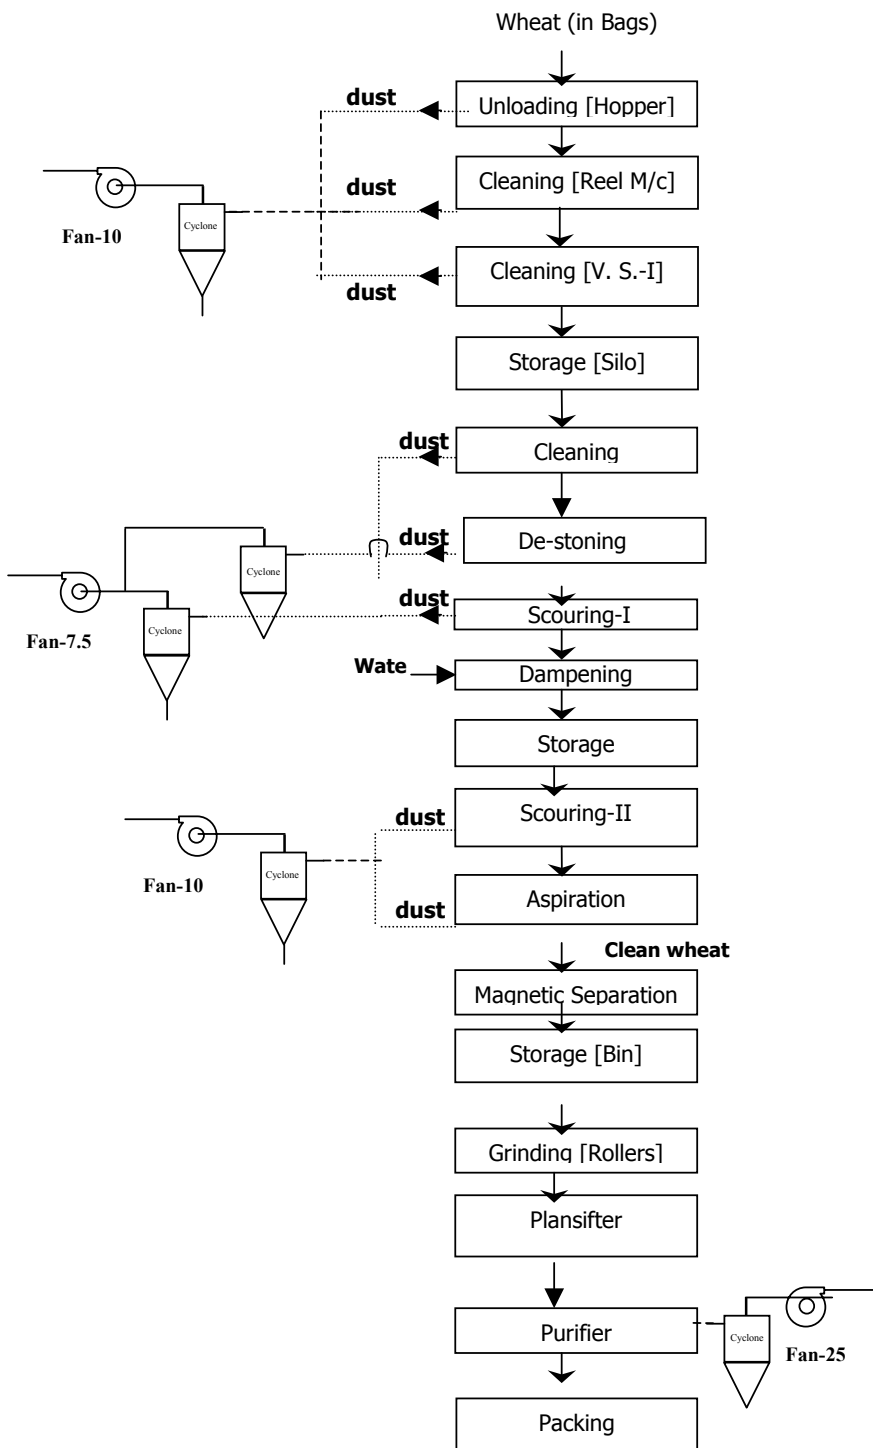 Wheat (in Bags)
dust
Unloading [Hopper]
dust
Cleaning [Reel M/c]
Cyclone
Fan-10
Cleaning [V. S.-I]
dust
Storage [Silo]
dust
Cleaning
dust
De-stoning
Cyclone
dust
Scouring-I
Cyclone
Fan-7.5
Wate
Dampening
Storage
dust
Scouring-II
Cyclone
Fan-10
dust
Aspiration
Clean wheat
Magnetic Separation
Storage [Bin]
Grinding [Rollers]
Plansifter
Purifier
Cyclone
Fan-25
Packing